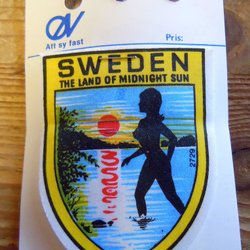 Att sy fast
Pris:
SWEDEN
THE LAND OF MIDNIGHT SUN
2729